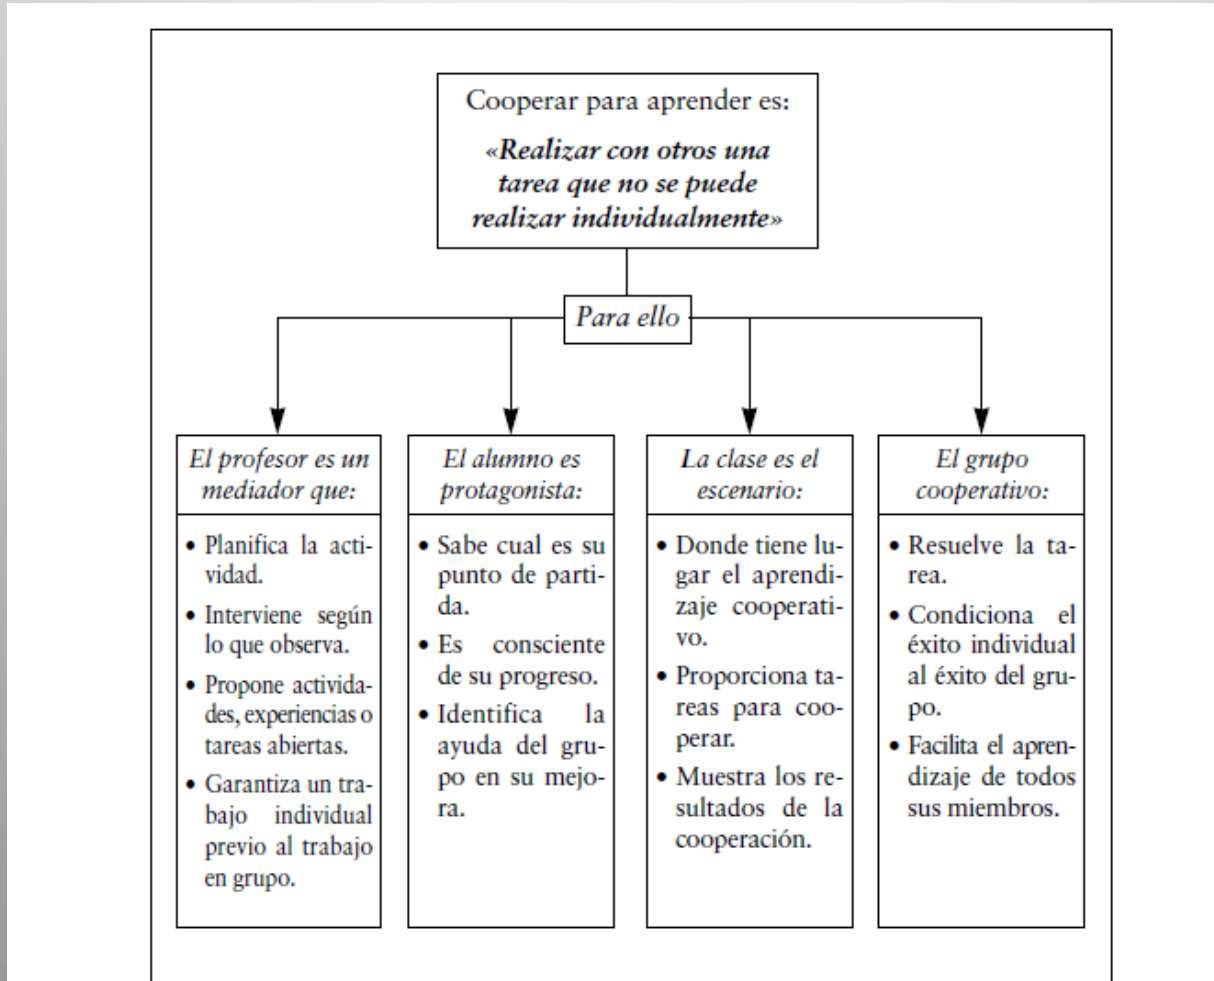 Cooperar para aprender es:
«Realizar con otros una
tarea que no se puede
realizar individualmente»
Para ello
El profesor es un
mediador que:
• Planifica la acti-
vidad.
• Interviene según
lo que observa.
• Propone activida-
des, experiencias o
tareas abiertas.
• Garantiza un tra-
bajo individual
previo al trabajo
en grupo.
El alumno es
protagonista:
• Sabe cual es su
punto de parti-
da.
• Es consciente
de su progreso.
• Identifica la
ayuda del gru-
po en su mejo-
ra.
La clase es el
escenario:
• Donde tiene lu-
gar el aprendi-
zaje cooperati-
vo.
• Proporciona ta-
reas para coo-
perar.
• Muestra los re-
sultados de la
cooperación.
El grupo
cooperativo:
• Resuelve la ta-
rea.
• Condiciona el
éxito individual
al éxito del gru-
po.
• Facilita el apren-
dizaje de todos
sus miembros.